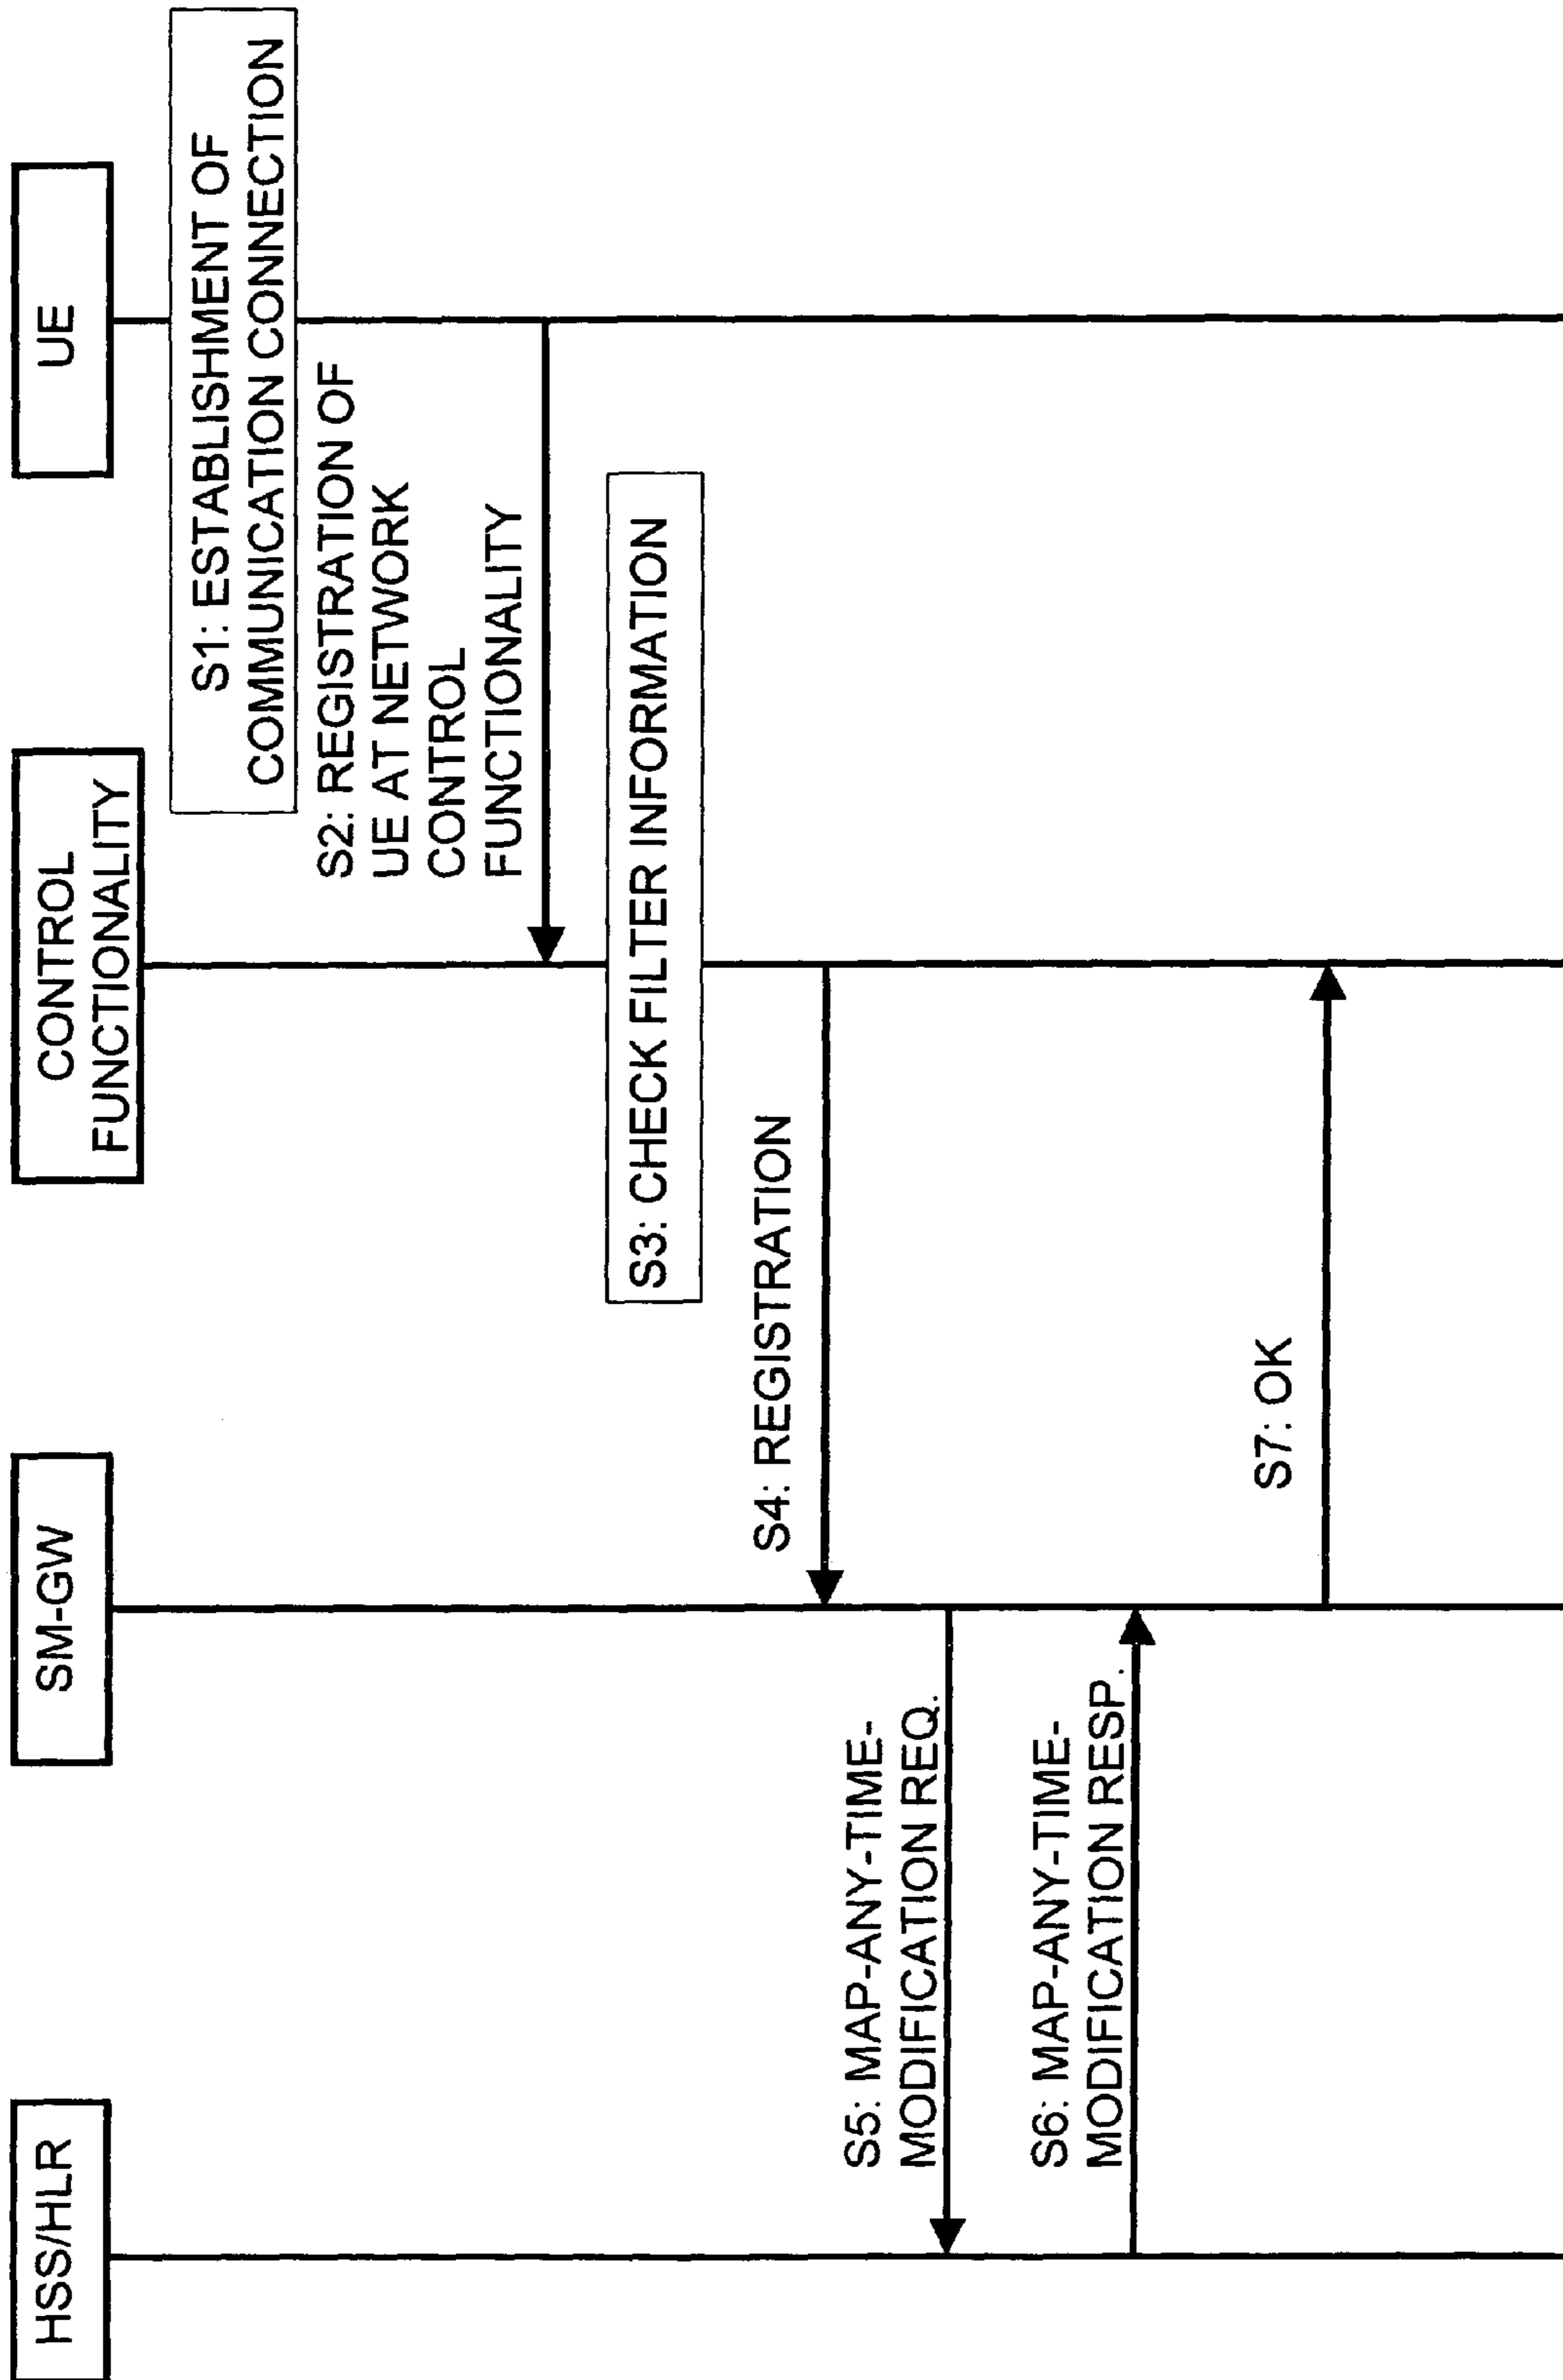 HSS/HLR
SM-GW
CONTROL
FUNCTIONALITY
UE
S1: ESTABLISHMENT OF
COMMUNICATION CONNECTION
S2: REGISTRATION OF
UE AT NETWORK
CONTROL
FUNCTIONALITY
S3: CHECK FILTER INFORMATION
S4: REGISTRATION
S5: MAP-ANY-TIME-
MODIFICATION REQ.
S6: MAP-ANY-TIME-
MODIFICATION RESP.
S7: OK